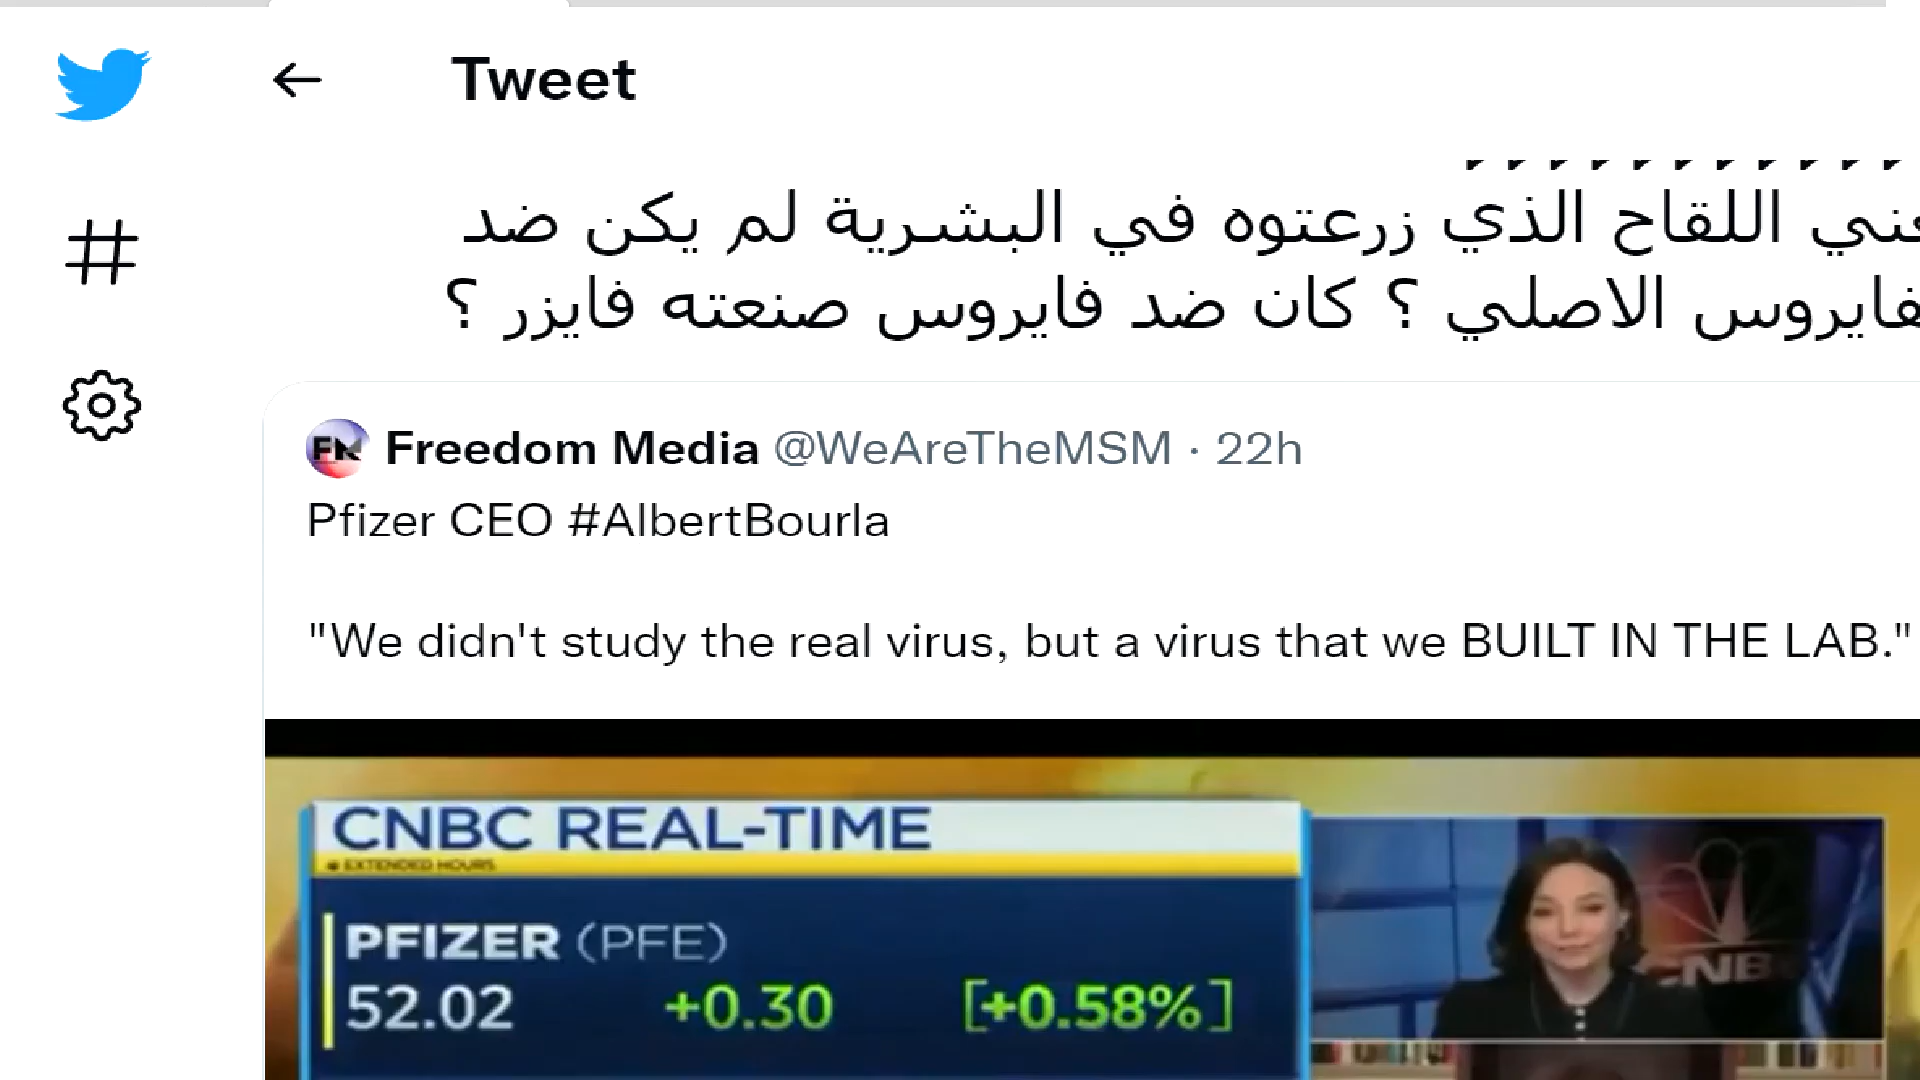 Tweet
اللقاح الذي زرعتوه في البشرية لم يكن ضد
الاصلي ؟ كان ضد فايروس صنعته فايزر ؟
FM Freedom Media @WeAreTheMSM · 22h
Pfizer CEO #AlbertBourla
"We didn't study the real virus, but a virus that we BUILT IN THE LAB."
CNBC REAL-TIME
EXTENDED HOURS
PFIZER (PFE)
52.02 +0.30 [+0.58%]
CNB